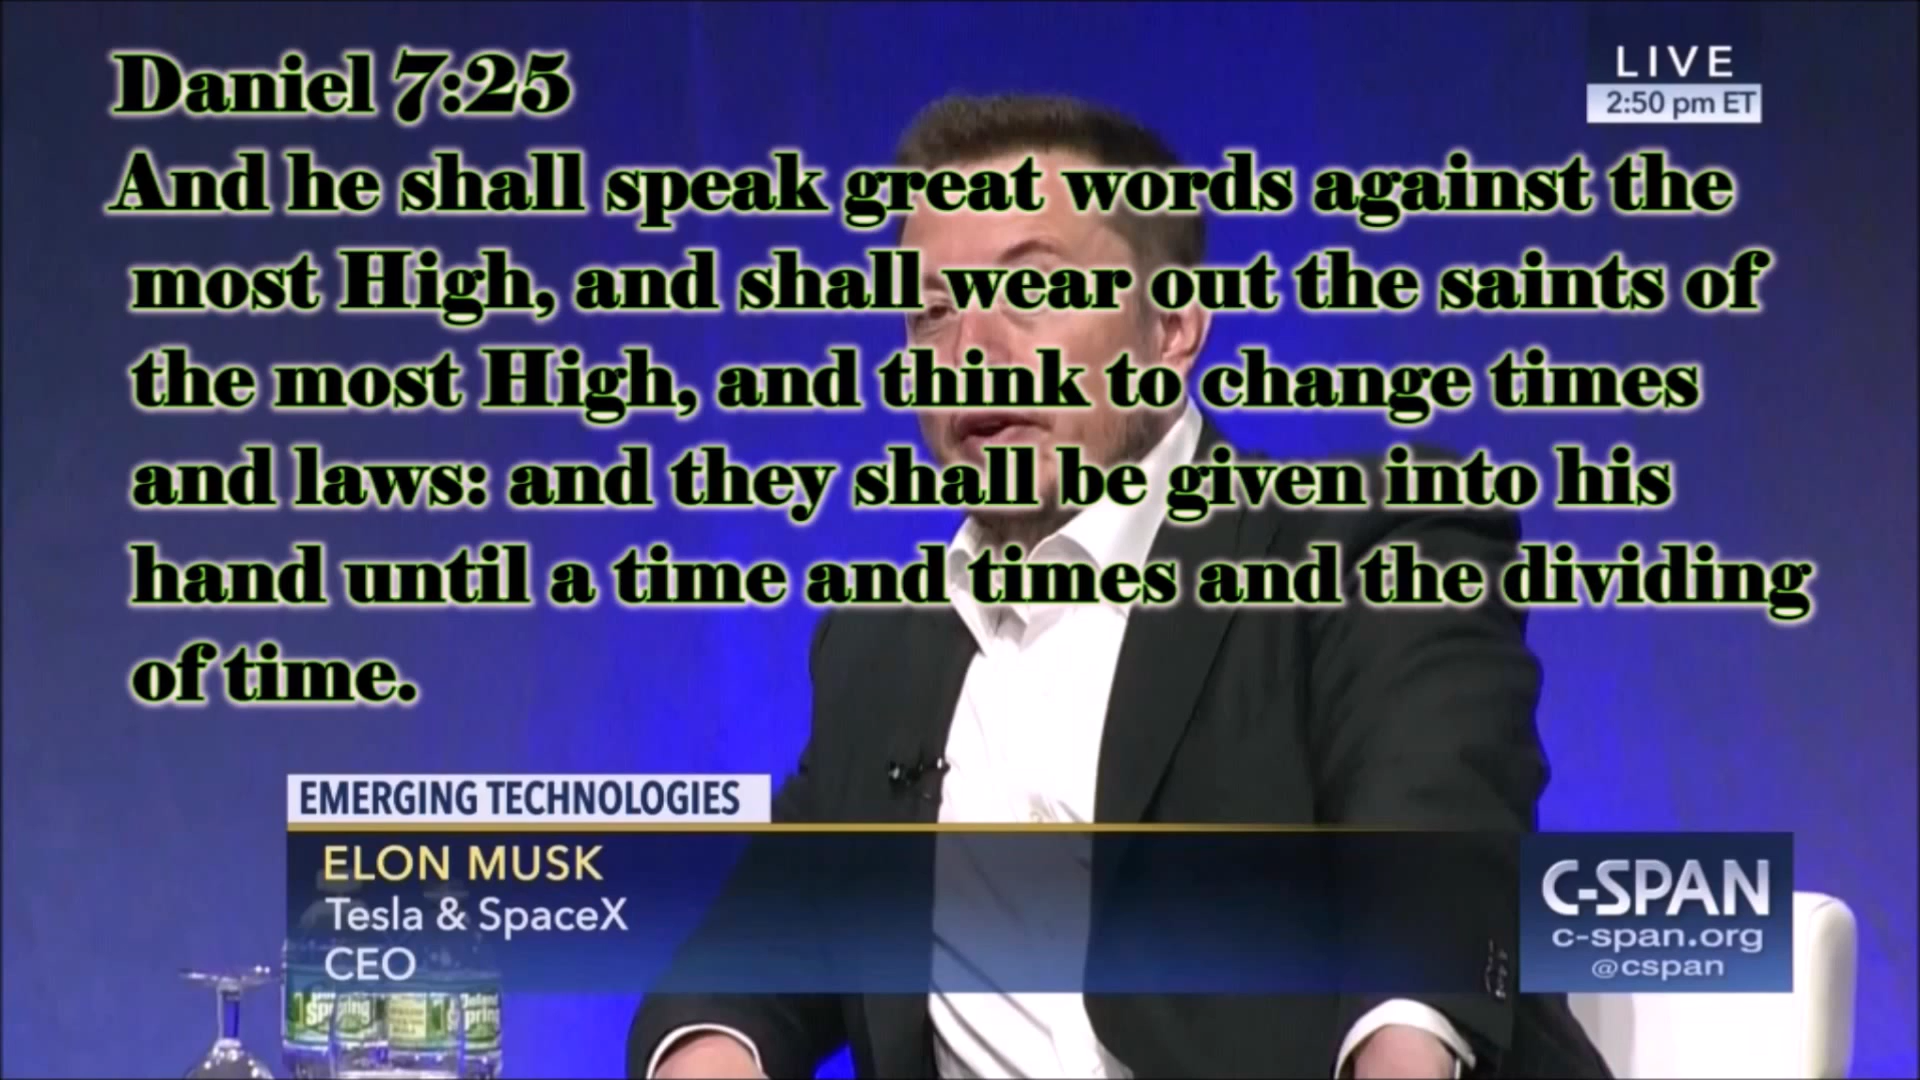 Daniel 7:25
LIVE
2:50 pm ET
And he shall speak great words against the
most High, and shall wear out the saints of
the most High, and think to change times
and laws: and they shall be given into his
hand until a time and times and the dividing
of time.
EMERGING TECHNOLOGIES
ELON MUSK
Tesla & SpaceX
CEO
C-SPAN
c-span.org
@cspan